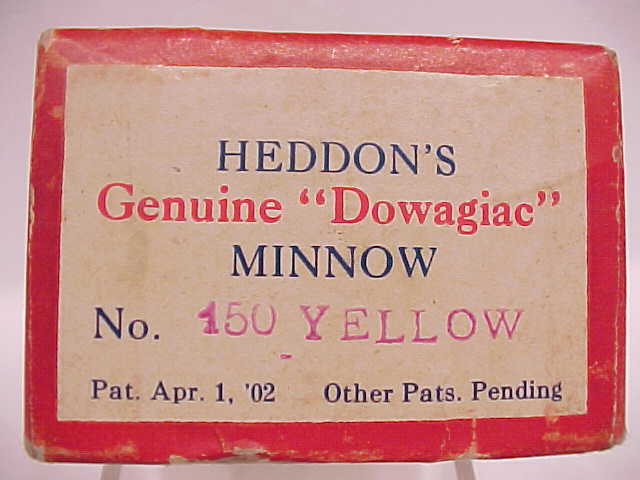 HEDDON'S
Genuine "Dowagiac"
MINNOW
No. 150 YELLOW
Pat. Apr. 1, '02 Other Pats. Pending